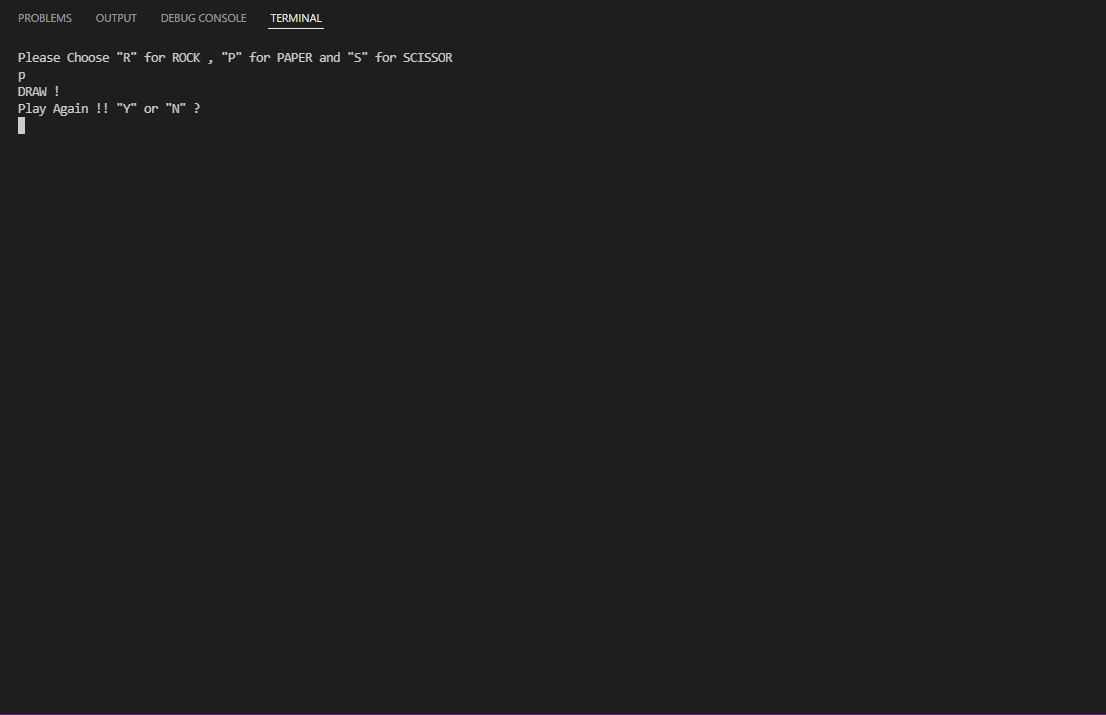 PROBLEMS OUTPUT DEBUG CONSOLE TERMINAL
Please Choose "R" for ROCK , "P" for PAPER and "S" for SCISSOR
p
DRAW !
Play Again !! "Y" or "N" ?